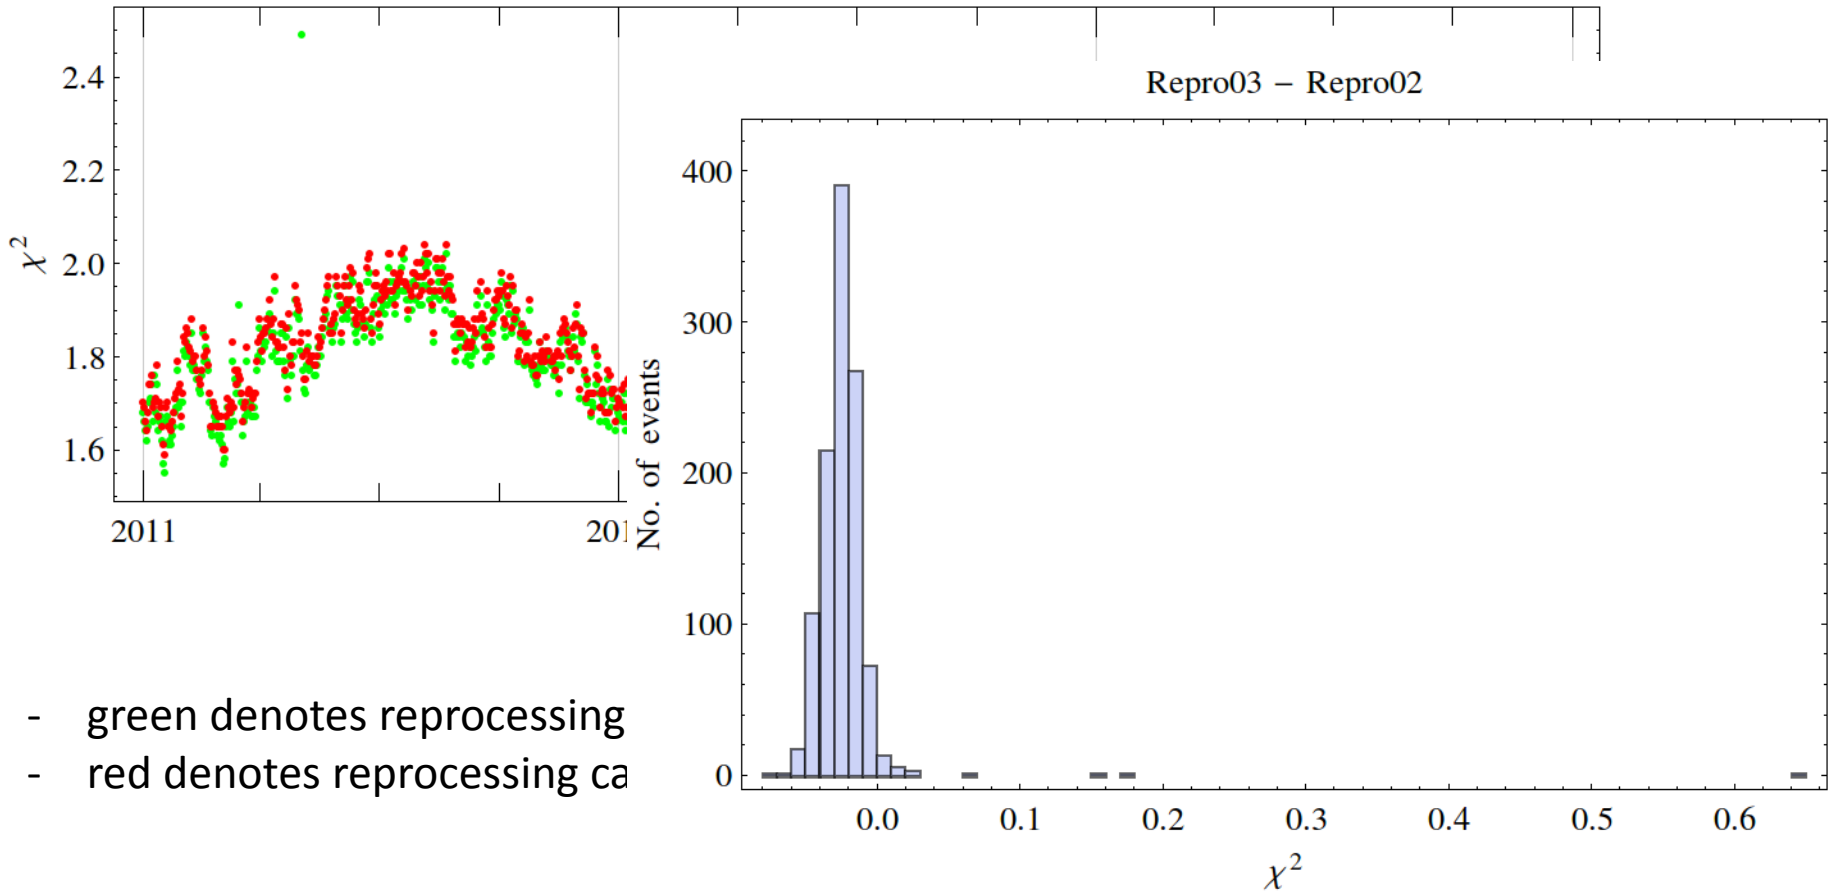 2.4
2.2
2.0
1.8
1.6
χ²
2011
201
Repro03 − Repro02
400
300
200
100
0
No. of events
0.0 0.1 0.2 0.3 0.4 0.5 0.6
χ²
- green denotes reprocessing
- red denotes reprocessing ca